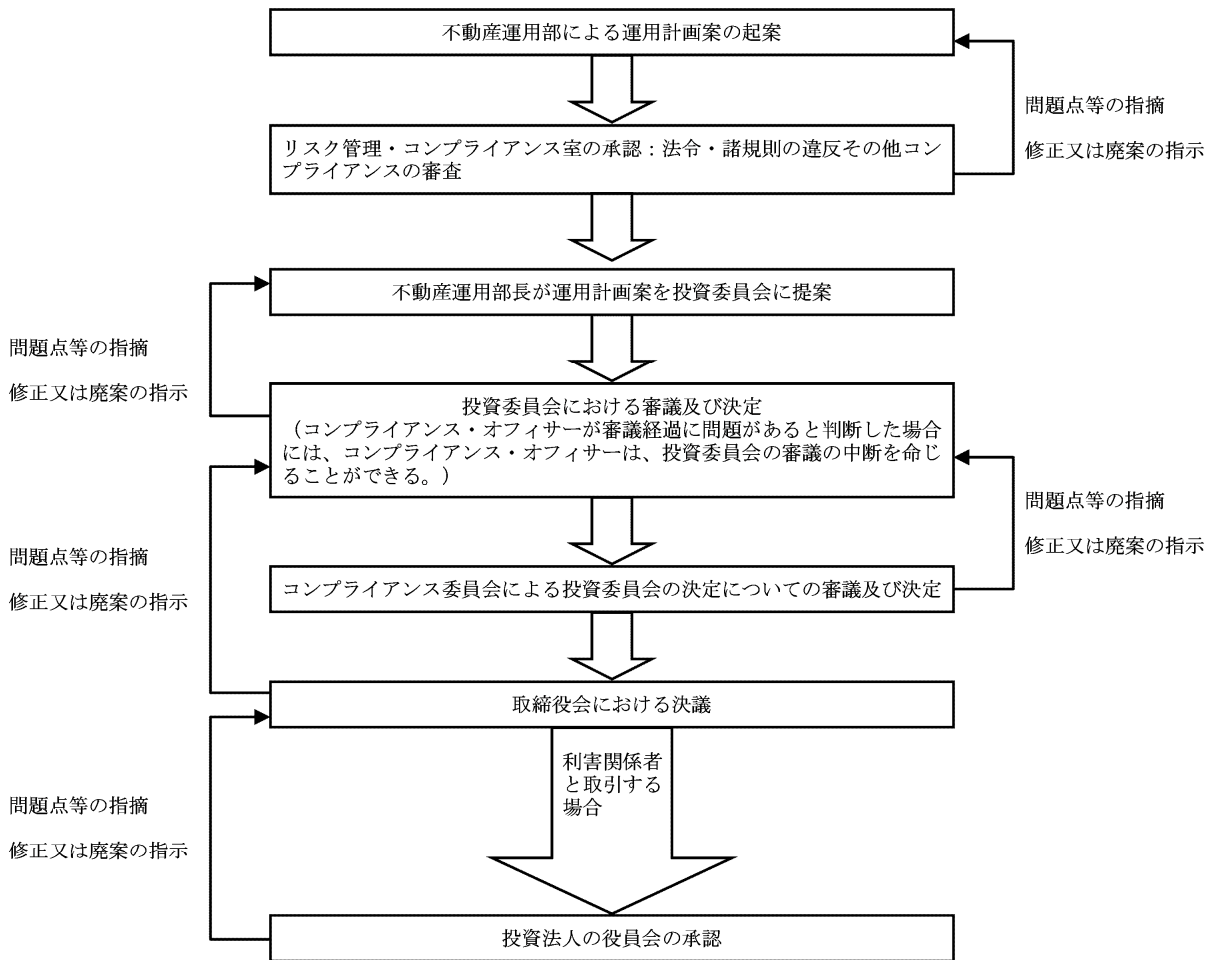 不動産運用部による運用計画案の起案
問題点等の指摘
修正又は廃案の指示
リスク管理・コンプライアンス室の承認：法令・諸規則の違反その他コン
プライアンスの審査
不動産運用部長が運用計画案を投資委員会に提案
問題点等の指摘
修正又は廃案の指示
投資委員会における審議及び決定
（コンプライアンス・オフィサーが審議経過に問題があると判断した場合
には、コンプライアンス・オフィサーは、投資委員会の審議の中断を命じ
ることができる。）
問題点等の指摘
修正又は廃案の指示
問題点等の指摘
修正又は廃案の指示
コンプライアンス委員会による投資委員会の決定についての審議及び決定
取締役会における決議
利害関係者
と取引する
場合
問題点等の指摘
修正又は廃案の指示
投資法人の役員会の承認